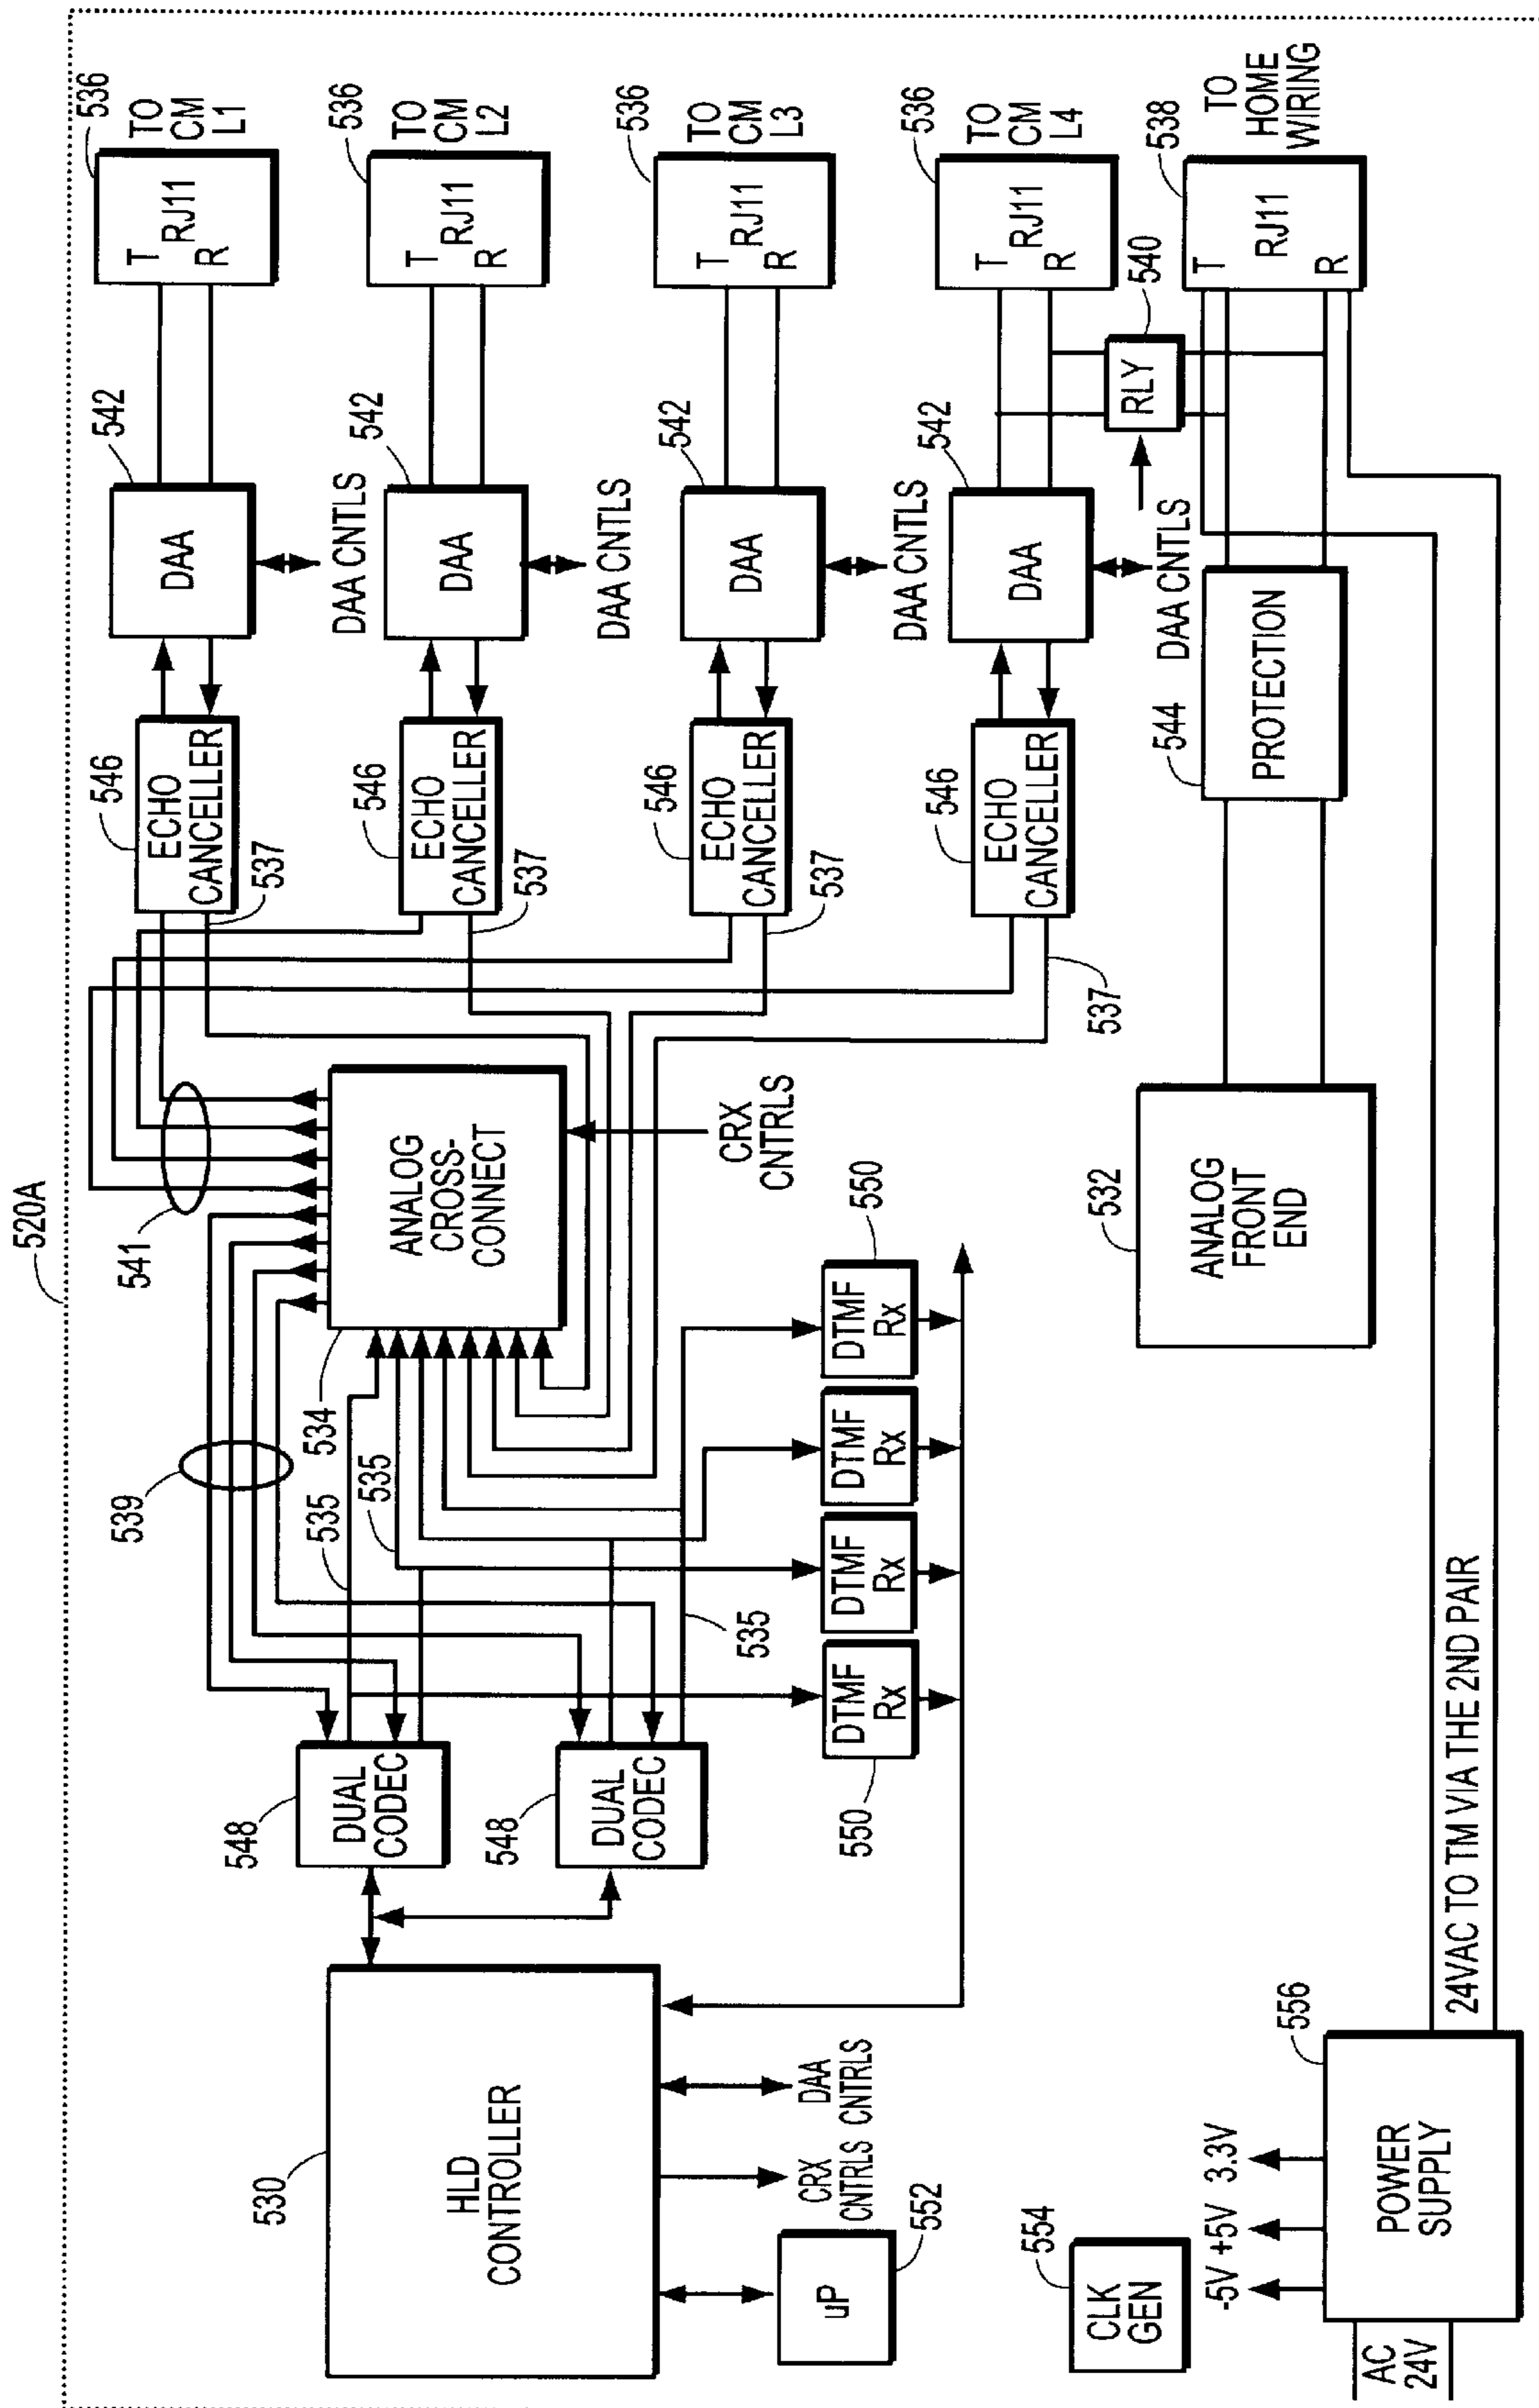 520A
536
TO
CM
L1
T
RJ11
R
542
DAA
DAA CNTLS
546
ECHO
CANCELLER
537
536
TO
CM
L2
T
RJ11
R
542
DAA
DAA CNTLS
546
ECHO
CANCELLER
537
536
TO
CM
L3
T
RJ11
R
542
DAA
DAA CNTLS
546
ECHO
CANCELLER
537
536
TO
CM
L4
T
RJ11
R
542
DAA
DAA CNTLS
546
ECHO
CANCELLER
537
540
RLY
538
TO
HOME
WIRING
T
RJ11
R
544
PROTECTION
532
ANALOG
FRONT
END
541
534
ANALOG
CROSS-
CONNECT
CRX
CNTRLS
539
535
535
535
548
DUAL
CODEC
548
DUAL
CODEC
550
DTMF
Rx
DTMF
Rx
DTMF
Rx
DTMF
Rx
550
530
HLD
CONTROLLER
CRX
CNTRLS
DAA
CNTRLS
552
uP
554
CLK
GEN
-5V
+5V
3.3V
556
POWER
SUPPLY
AC
24V
24VAC TO TM VIA THE 2ND PAIR